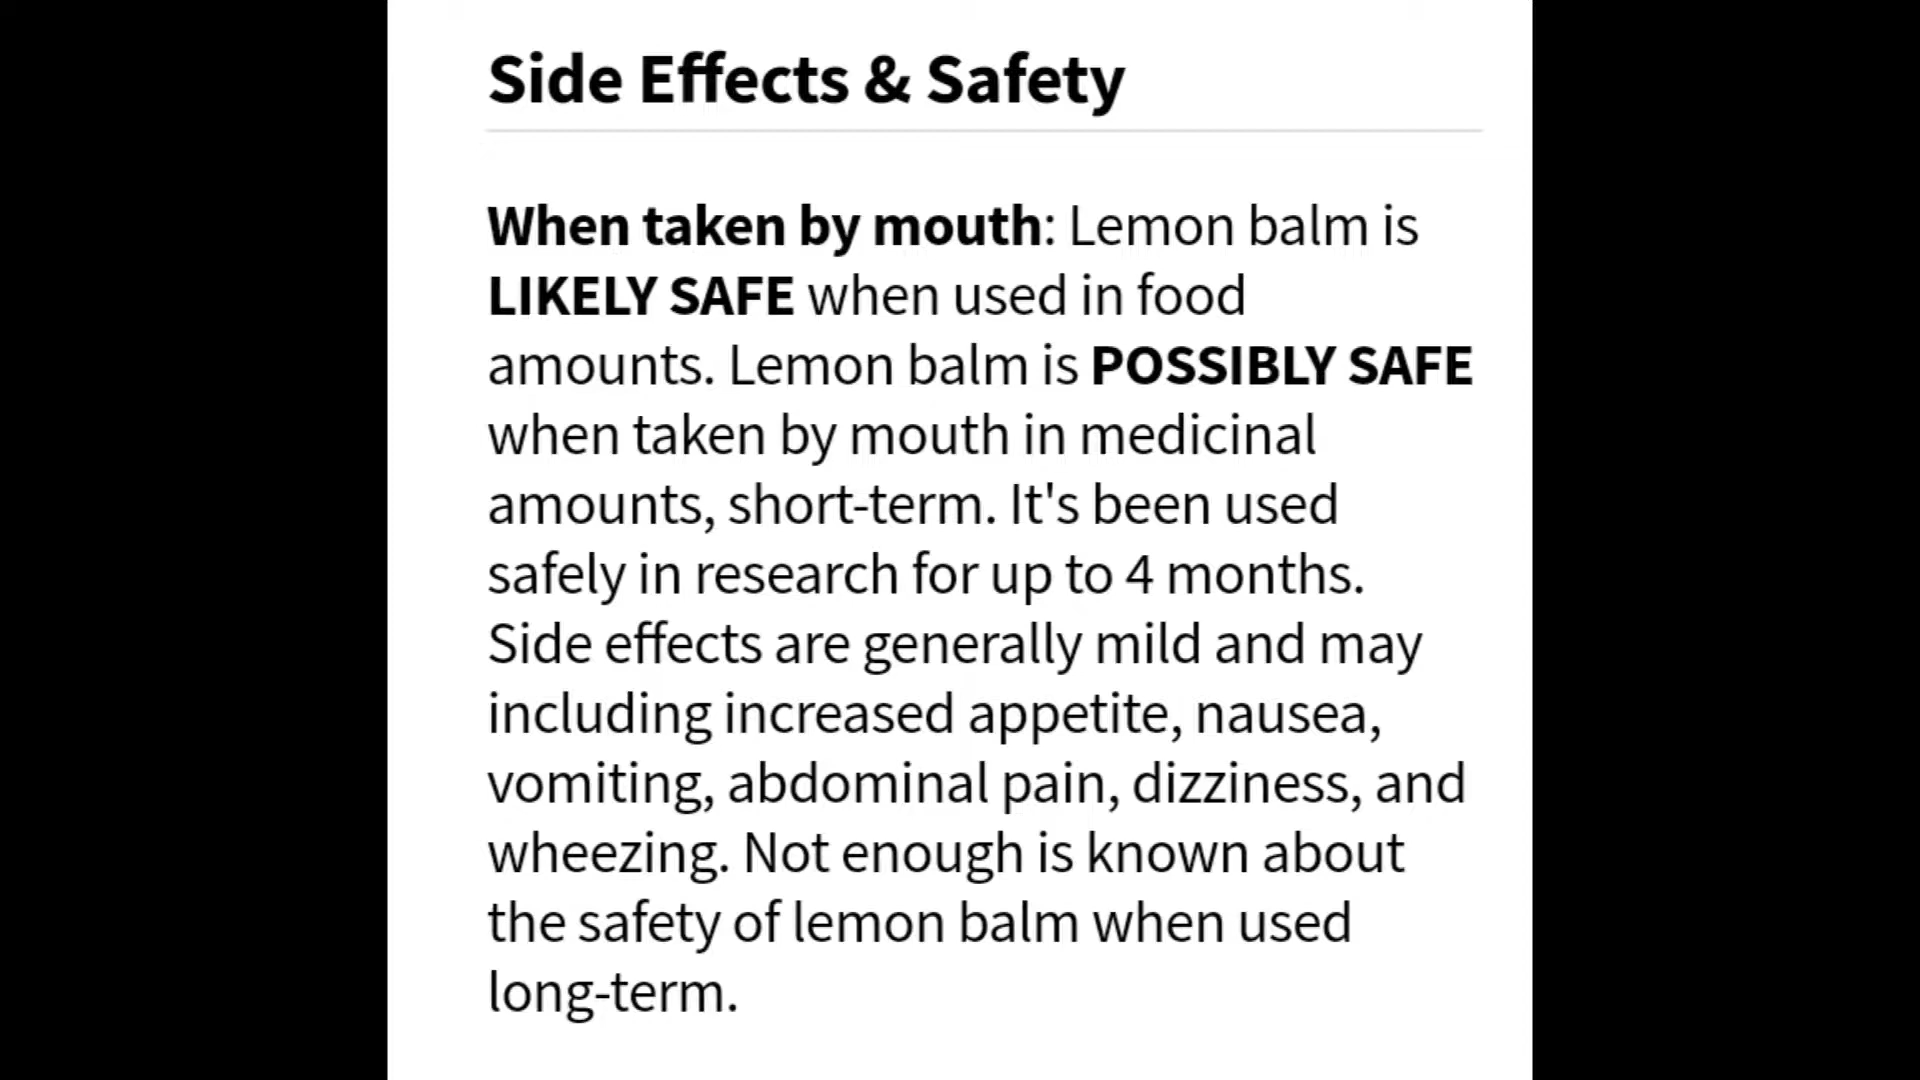 Side Effects & Safety
When taken by mouth: Lemon balm is
LIKELY SAFE when used in food
amounts. Lemon balm is POSSIBLY SAFE
when taken by mouth in medicinal
amounts, short-term. It's been used
safely in research for up to 4 months.
Side effects are generally mild and may
including increased appetite, nausea,
vomiting, abdominal pain, dizziness, and
wheezing. Not enough is known about
the safety of lemon balm when used
long-term.